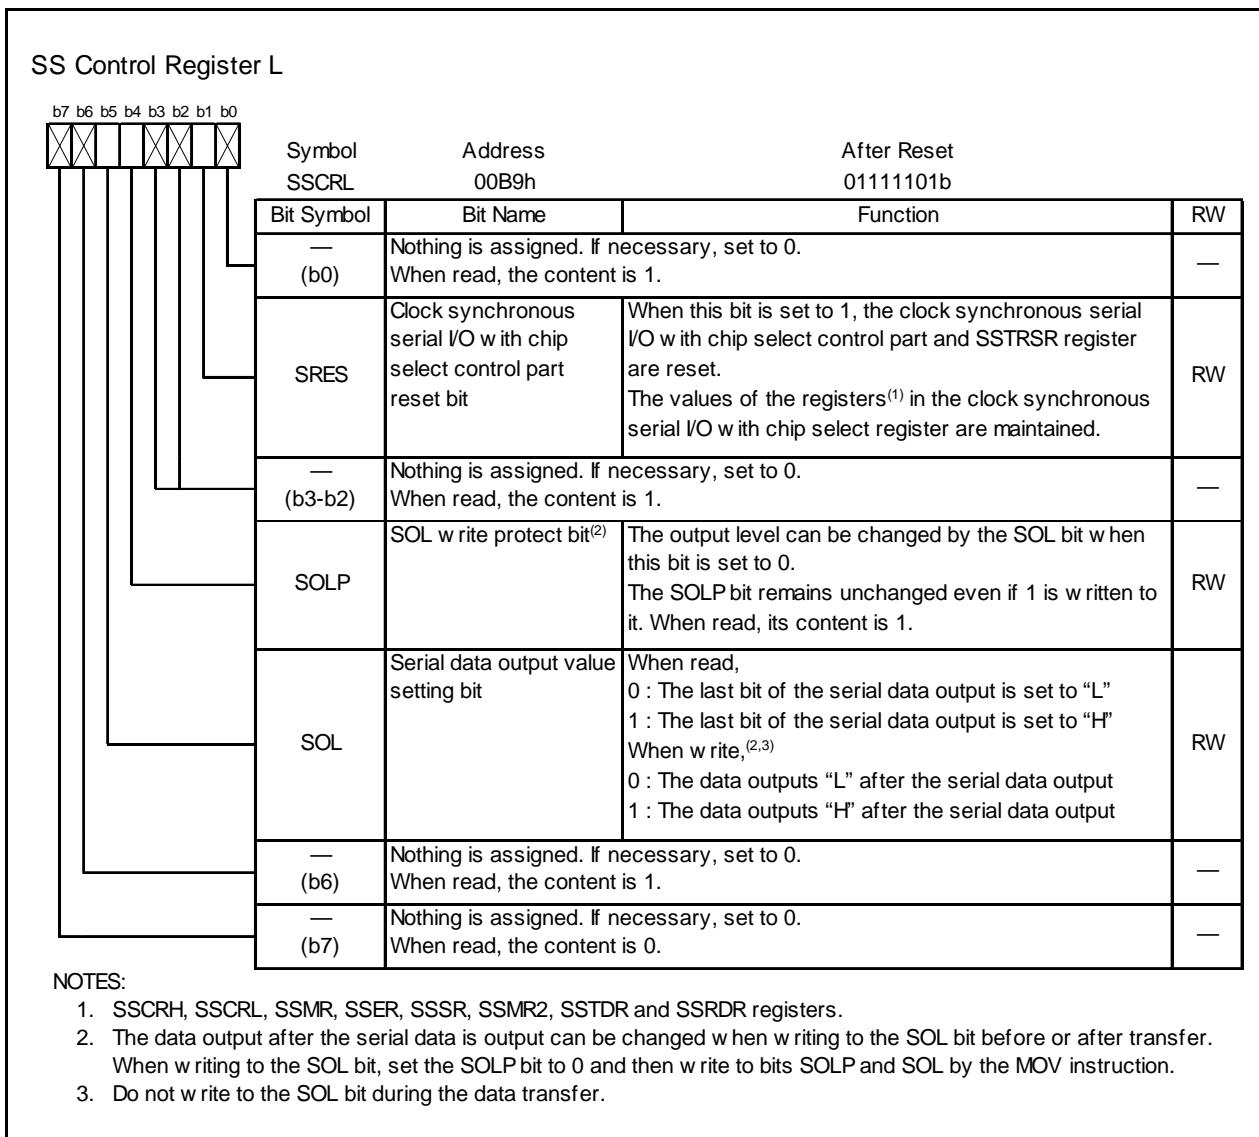 SS Control Register L
b7 b6 b5 b4 b3 b2 b1 b0
Symbol Address After Reset
SSCRL 00B9h 01111101b
Bit Symbol Bit Name Function RW
—
(b0)
Nothing is assigned. If necessary, set to 0.
When read, the content is 1.
—
SRES
Clock synchronous
serial I/O with chip
select control part
reset bit
When this bit is set to 1, the clock synchronous serial
I/O with chip select control part and SSTRSR register
are reset.
The values of the registers(1) in the clock synchronous
serial I/O with chip select register are maintained.
RW
—
(b3-b2)
Nothing is assigned. If necessary, set to 0.
When read, the content is 1.
—
SOLP
SOL write protect bit(2)
The output level can be changed by the SOL bit when
this bit is set to 0.
The SOLP bit remains unchanged even if 1 is written to
it. When read, its content is 1.
RW
SOL
Serial data output value
setting bit
When read,
0 : The last bit of the serial data output is set to “L”
1 : The last bit of the serial data output is set to “H”
When write,(2,3)
0 : The data outputs “L” after the serial data output
1 : The data outputs “H” after the serial data output
RW
—
(b6)
Nothing is assigned. If necessary, set to 0.
When read, the content is 1.
—
—
(b7)
Nothing is assigned. If necessary, set to 0.
When read, the content is 0.
—
NOTES:
1. SSCRH, SSCRL, SSMR, SSER, SSSR, SSMR2, SSTDR and SSRDR registers.
2. The data output after the serial data is output can be changed when writing to the SOL bit before or after transfer.
When writing to the SOL bit, set the SOLP bit to 0 and then write to bits SOLP and SOL by the MOV instruction.
3. Do not write to the SOL bit during the data transfer.